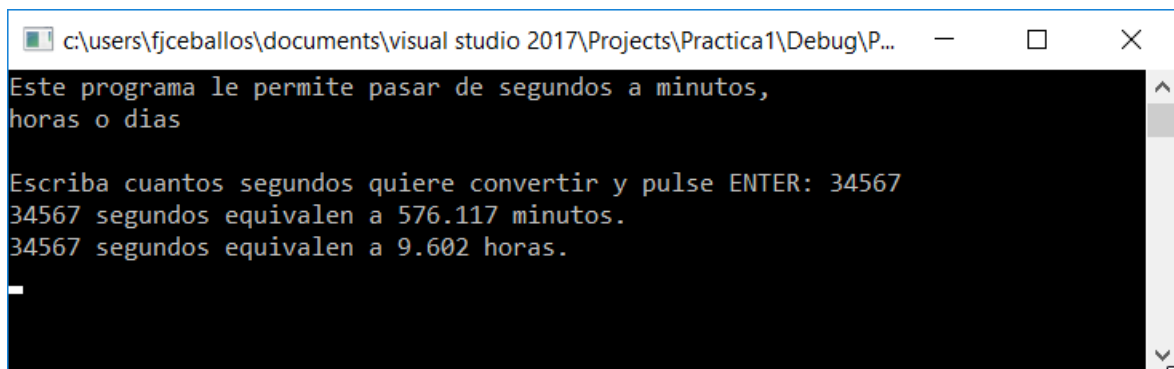 c:\users\fjceballos\documents\visual studio 2017\Projects\Practica1\Debug\P...
Este programa le permite pasar de segundos a minutos,
horas o dias
Escriba cuantos segundos quiere convertir y pulse ENTER: 34567
34567 segundos equivalen a 576.117 minutos.
34567 segundos equivalen a 9.602 horas.